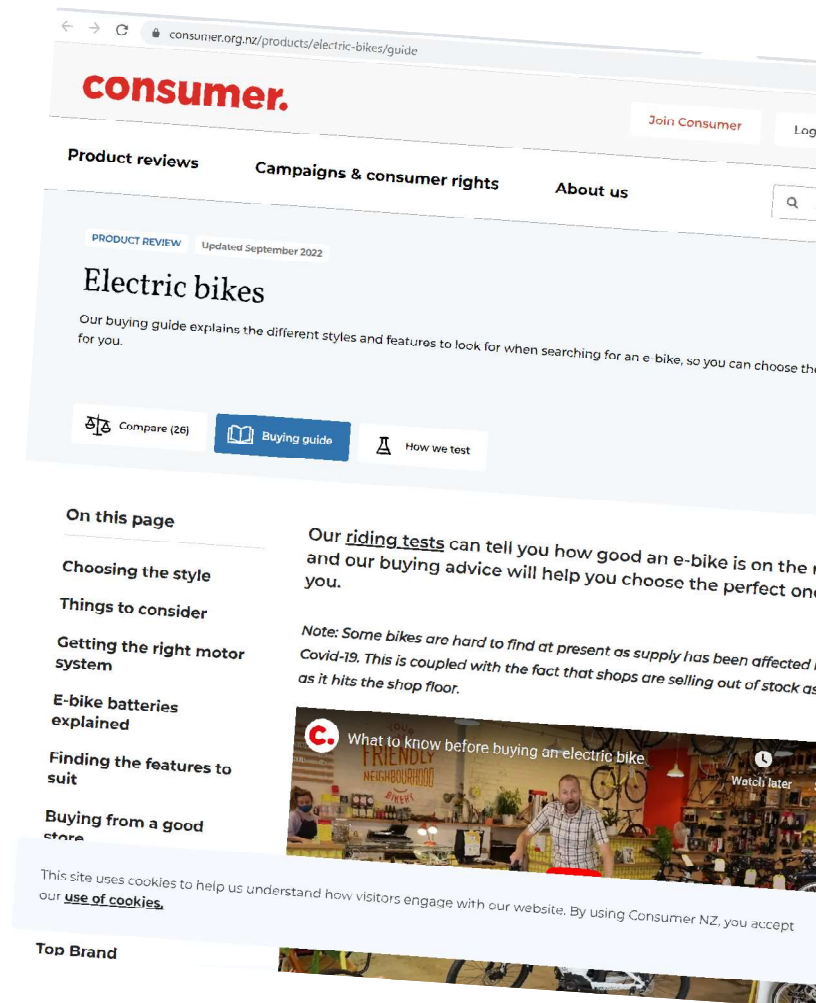 consumer.org.nz/products/electric-bikes/guide
consumer.
Join Consumer
Log
Product reviews
Campaigns & consumer rights
About us
PRODUCT REVIEW
Updated September 2022
Electric bikes
Our buying guide explains the different styles and features to look for when searching for an e-bike, so you can choose the
for you.
Compare (26)
Buying guide
How we test
On this page
Choosing the style
Things to consider
Getting the right motor
system
E-bike batteries
explained
Finding the features to
suit
Buying from a good
store
Top Brand
Our riding tests can tell you how good an e-bike is on the
and our buying advice will help you choose the perfect one
you.
Note: Some bikes are hard to find at present as supply has been affected
Covid-19. This is coupled with the fact that shops are selling out of stock as
as it hits the shop floor.
C.
What to know before buying an electric bike
Watch later
YOUR
FRIENDLY
NEIGHBOURHOOD
BIKERY
This site uses cookies to help us understand how visitors engage with our website. By using Consumer NZ, you accept
our use of cookies.